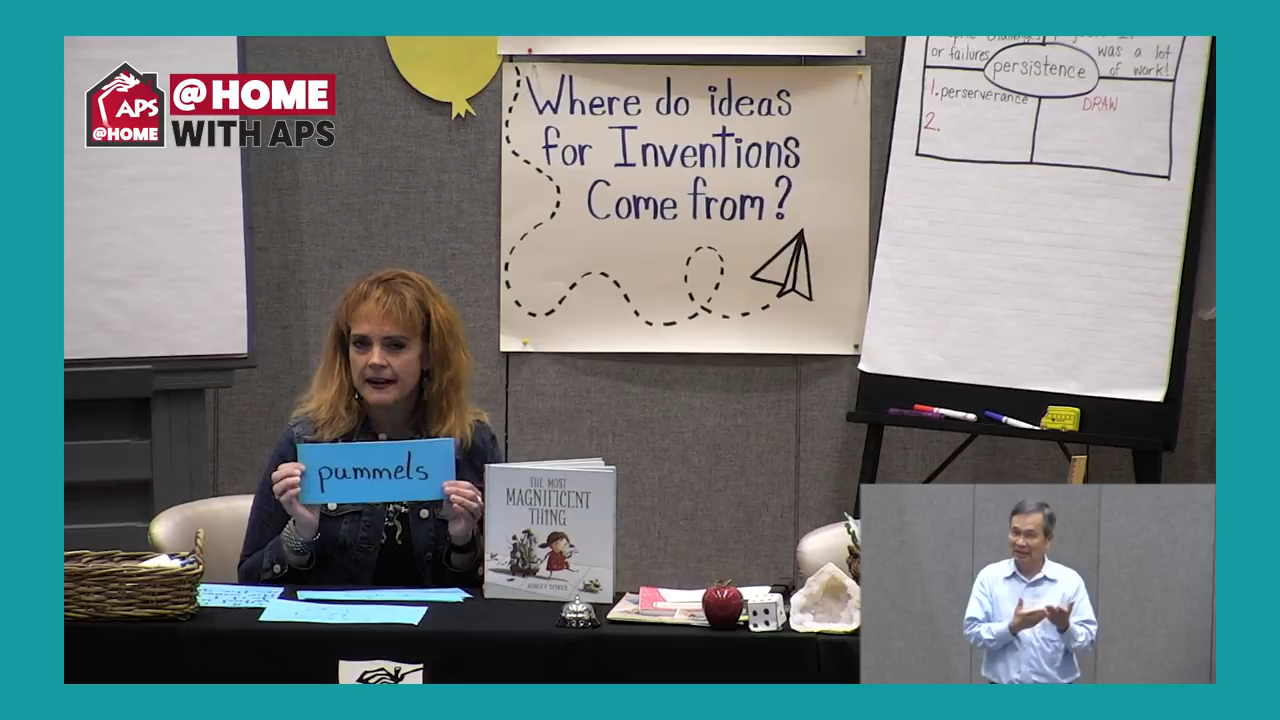 APS
@HOME
@HOME
WITH APS
Where do ideas
for Inventions
Come from?
or failures
was a lot
of work!
persistence
1. perserverance
2.
DRAW
pummels
THE MOST
MAGNIFICENT
THING
ASHLEY SPIRES